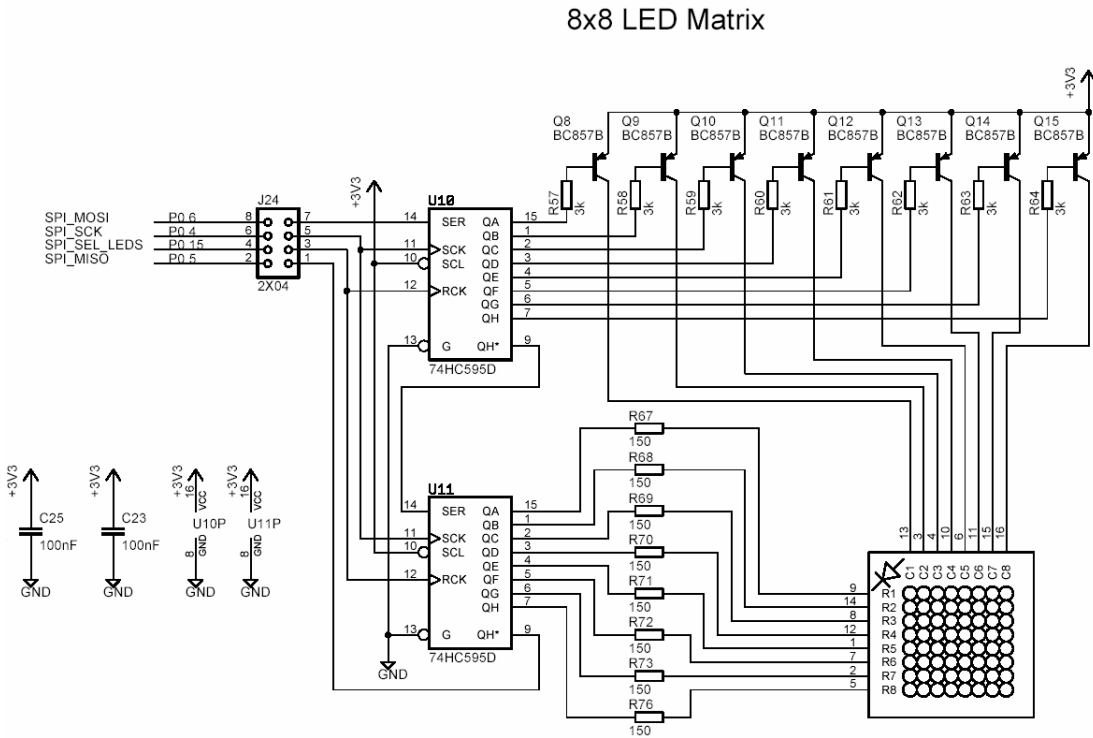 8x8 LED Matrix
+3V3
Q8 Q9 Q10 Q11 Q12 Q13 Q14 Q15
BC857B BC857B BC857B BC857B BC857B BC857B BC857B BC857B
R57 R58 R59 R60 R61 R62 R63 R64
3k 3k 3k 3k 3k 3k 3k 3k
J24
SPI_MOSI P0.6 8 7
SPI_SCK P0.4 6 5
SPI_SEL_LEDS P0.15 4 3
SPI_MISO P0.5 2 1
2X04
+3V3
U10
14 SER QA 15
QB 1
11 SCK QC 2
10 SCL QD 3
QE 4
12 RCK QF 5
QG 6
QH 7
13 G QH* 9
74HC595D
U11
14 SER QA 15
QB 1
11 SCK QC 2
10 SCL QD 3
QE 4
12 RCK QF 5
QG 6
QH 7
13 G QH* 9
74HC595D
GND
R67
150
R68
150
R69
150
R70
150
R71
150
R72
150
R73
150
R76
150
13 3 4 10 6 11 15 16
C1 C2 C3 C4 C5 C6 C7 C8
9 R1
14 R2
8 R3
12 R4
1 R5
7 R6
2 R7
5 R8
+3V3 +3V3 +3V3 +3V3
C25 C23
100nF 100nF
16 VCC 16 VCC
U10P U11P
8 GND 8 GND
GND GND GND GND